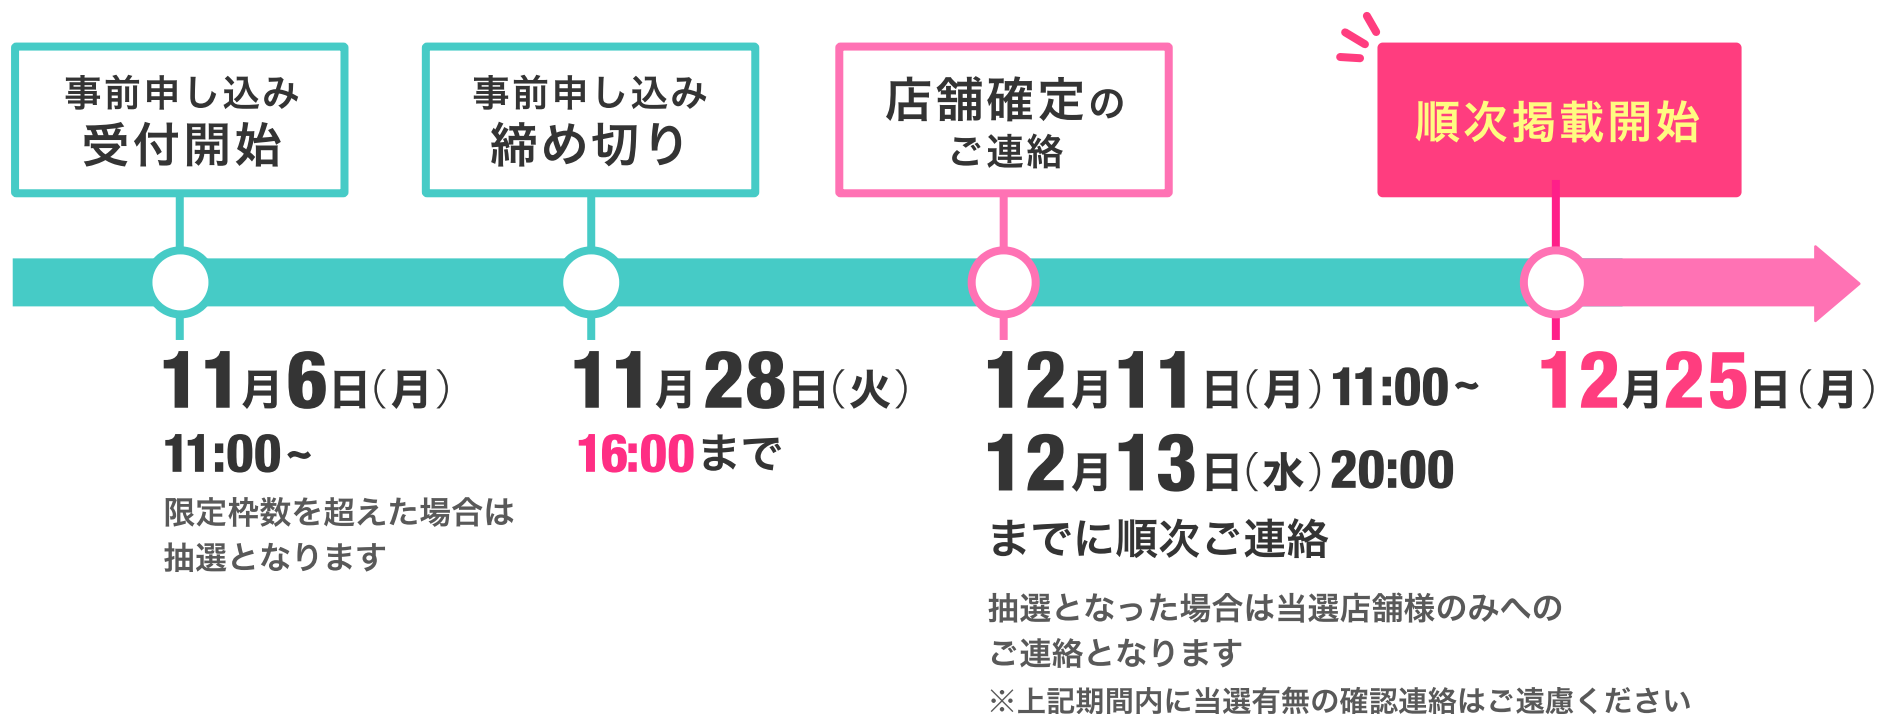 事前申し込み
受付開始
事前申し込み
締め切り
店舗確定の
ご連絡
順次掲載開始
11月6日（月）
11:00~
限定枠数を超えた場合は
抽選となります
11月28日（火）
16:00まで
12月11日（月）11:00~
12月13日（水）20:00
までに順次ご連絡
抽選となった場合は当選店舗様のみへの
ご連絡となります
※上記期間内に当選有無の確認連絡はご遠慮ください
12月25日（月）